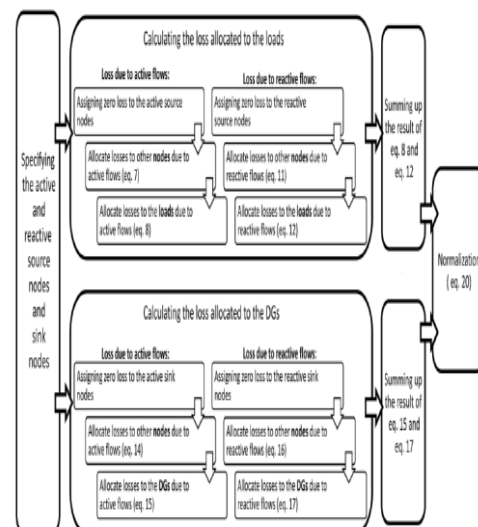 Specifying
the active
and
reactive
source
nodes
and
sink
nodes
Calculating the loss allocated to the loads
Loss due to active flows:
Assigning zero loss to the active source
nodes
Allocate losses to other nodes due to
active flows (eq. 7)
Allocate losses to the loads due to
active flows (eq. 8)
Loss due to reactive flows:
Assigning zero loss to the reactive
source nodes
Allocate losses to other nodes due to
reactive flows (eq. 11)
Allocate losses to the loads due to
reactive flows (eq. 12)
Summing up
the result of
eq. 8 and
eq. 12
Calculating the loss allocated to the DGs
Loss due to active flows:
Assigning zero loss to the active sink
nodes
Allocate losses to other nodes due to
active flows (eq. 14)
Allocate losses to the DGs due to
active flows (eq. 15)
Loss due to reactive flows:
Assigning zero loss to the reactive sink
nodes
Allocate losses to other nodes due to
reactive flows (eq. 16)
Allocate losses to the DGs due to
reactive flows (eq. 17)
Summing up
the result of
eq. 15 and
eq. 17
Normalization
( eq. 20)